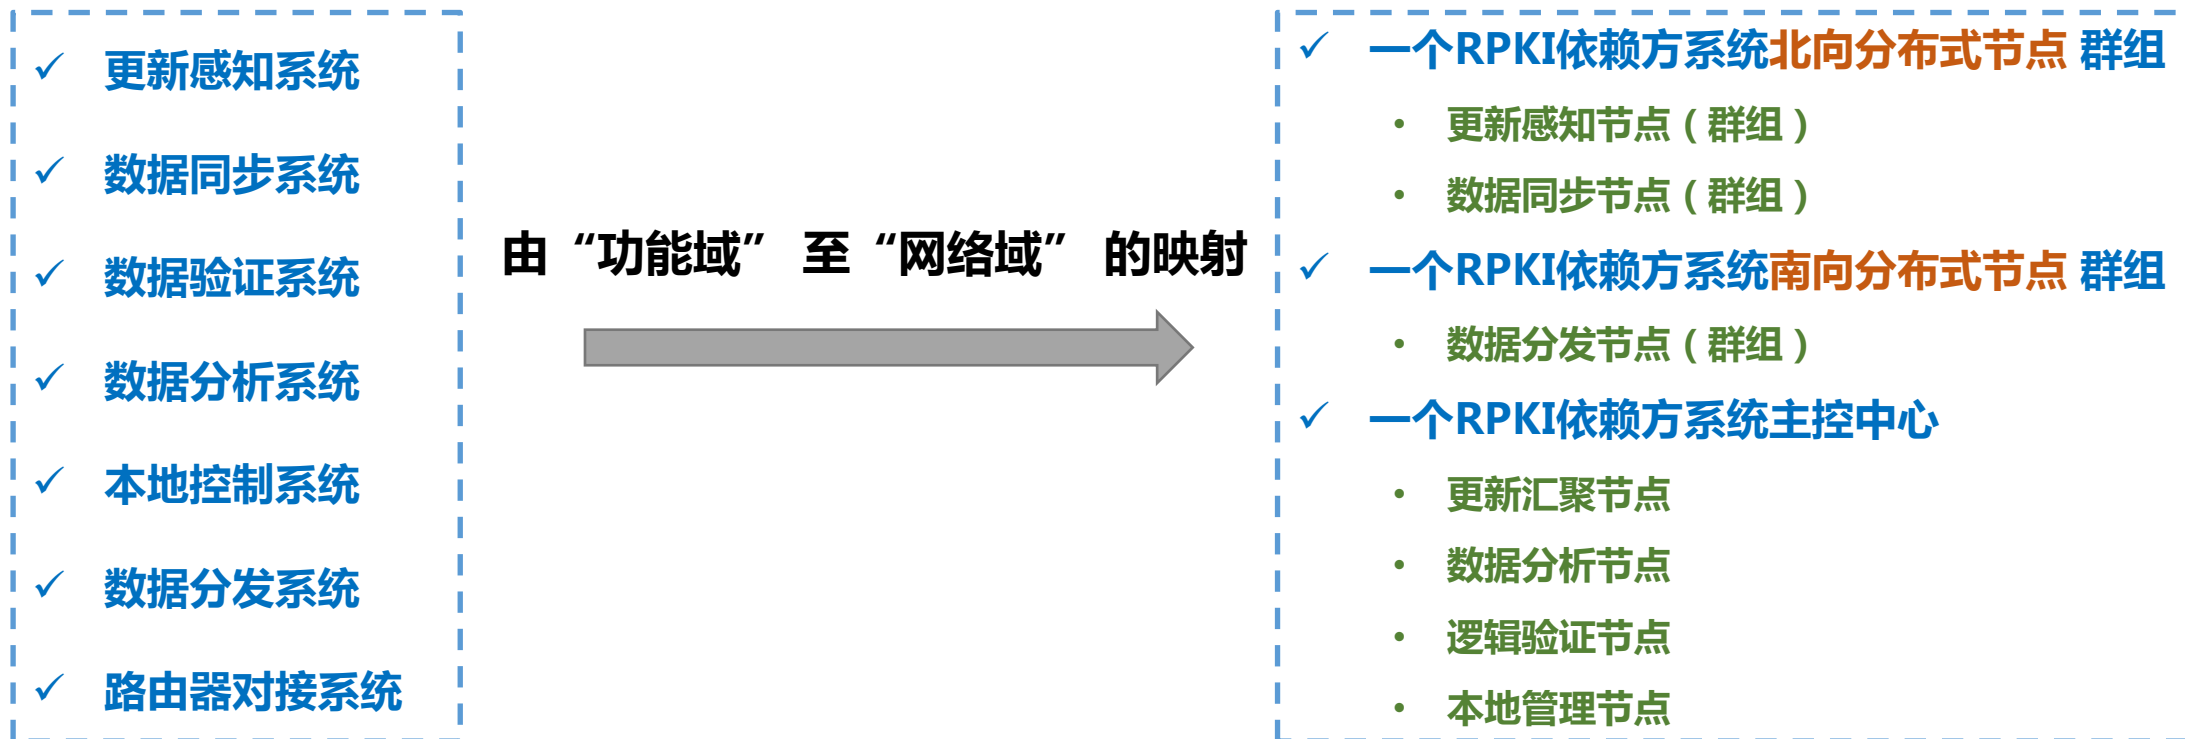 ✓ 更新感知系统
✓ 数据同步系统
✓ 数据验证系统
✓ 数据分析系统
✓ 本地控制系统
✓ 数据分发系统
✓ 路由器对接系统
由“功能域” 至“网络域” 的映射
✓ 一个RPKI依赖方系统北向分布式节点 群组
• 更新感知节点（群组）
• 数据同步节点（群组）
✓ 一个RPKI依赖方系统南向分布式节点 群组
• 数据分发节点（群组）
✓ 一个RPKI依赖方系统主控中心
• 更新汇聚节点
• 数据分析节点
• 逻辑验证节点
• 本地管理节点